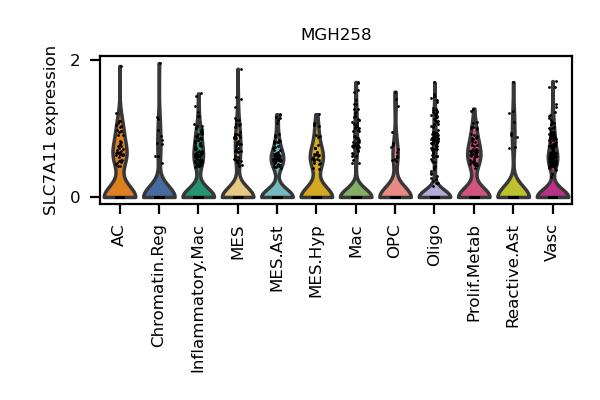 MGH258
SLC7A11 expression
2
0
AC
Chromatin.Reg
Inflammatory.Mac
MES
MES.Ast
MES.Hyp
Mac
OPC
Oligo
Prolif.Metab
Reactive.Ast
Vasc